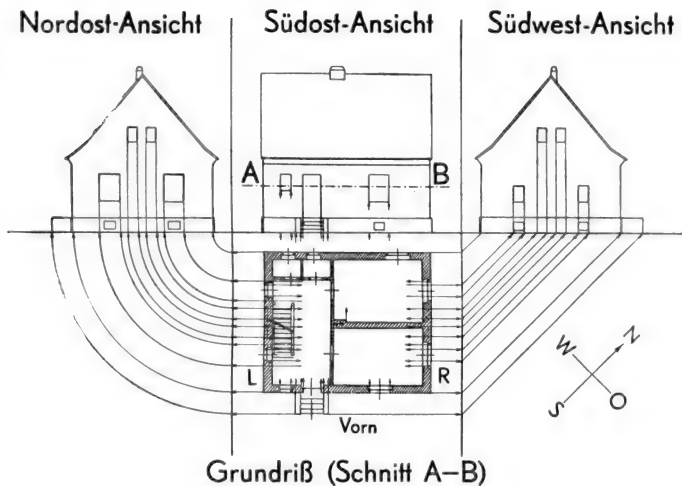 Nordost-Ansicht
Südost-Ansicht
Südwest-Ansicht
A
B
L
R
Vorn
W
N
S
O
Grundriß (Schnitt A–B)